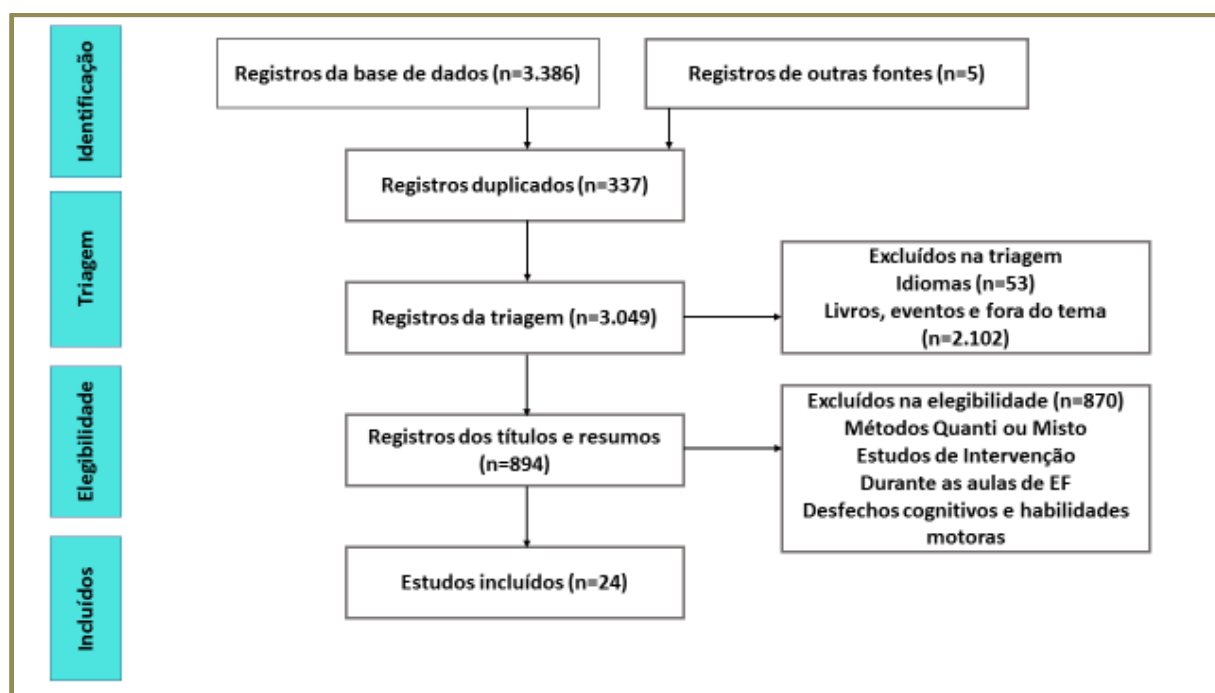 Identificação
Registros da base de dados (n=3.386)
Registros de outras fontes (n=5)
Registros duplicados (n=337)
Triagem
Registros da triagem (n=3.049)
Excluídos na triagem
Idiomas (n=53)
Livros, eventos e fora do tema
(n=2.102)
Elegibilidade
Registros dos títulos e resumos
(n=894)
Excluídos na elegibilidade (n=870)
Métodos Quanti ou Misto
Estudos de Intervenção
Durante as aulas de EF
Desfechos cognitivos e habilidades
motoras
Incluídos
Estudos incluídos (n=24)